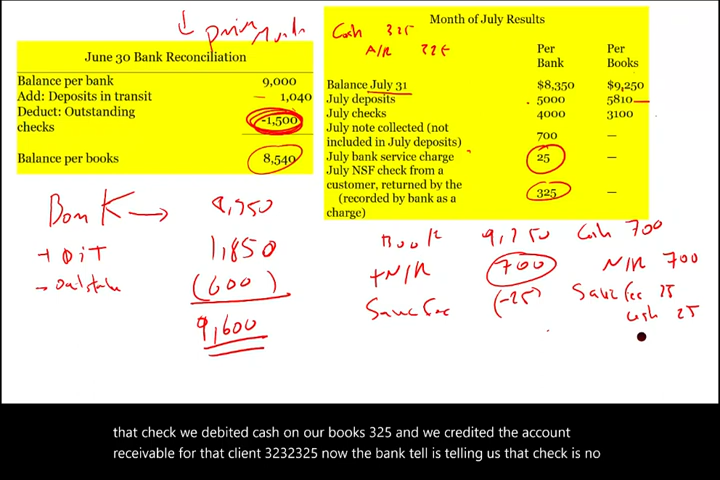 Cash 325
A/R 325
June 30 Bank Reconciliation
Balance per bank 9,000
Add: Deposits in transit 1,040
Deduct: Outstanding checks -1,500
Balance per books 8,540
Month of July Results
Per Bank Per Books
Balance July 31 $8,350 $9,250
July deposits 5000 5810
July checks 4000 3100
July note collected (not included in July deposits) 700 —
July bank service charge 25 —
July NSF check from a customer, returned by the (recorded by bank as a charge) 325 —
Bank → 8,350
+ DiT 1,850
(600)
9,600
Book 9,250
+N/R 700
Fee (-25)
Cash 700
N/R 700
Fee 25
Cash 25
that check we debited cash on our books 325 and we credited the account
receivable for that client 3232325 now the bank tell is telling us that check is no